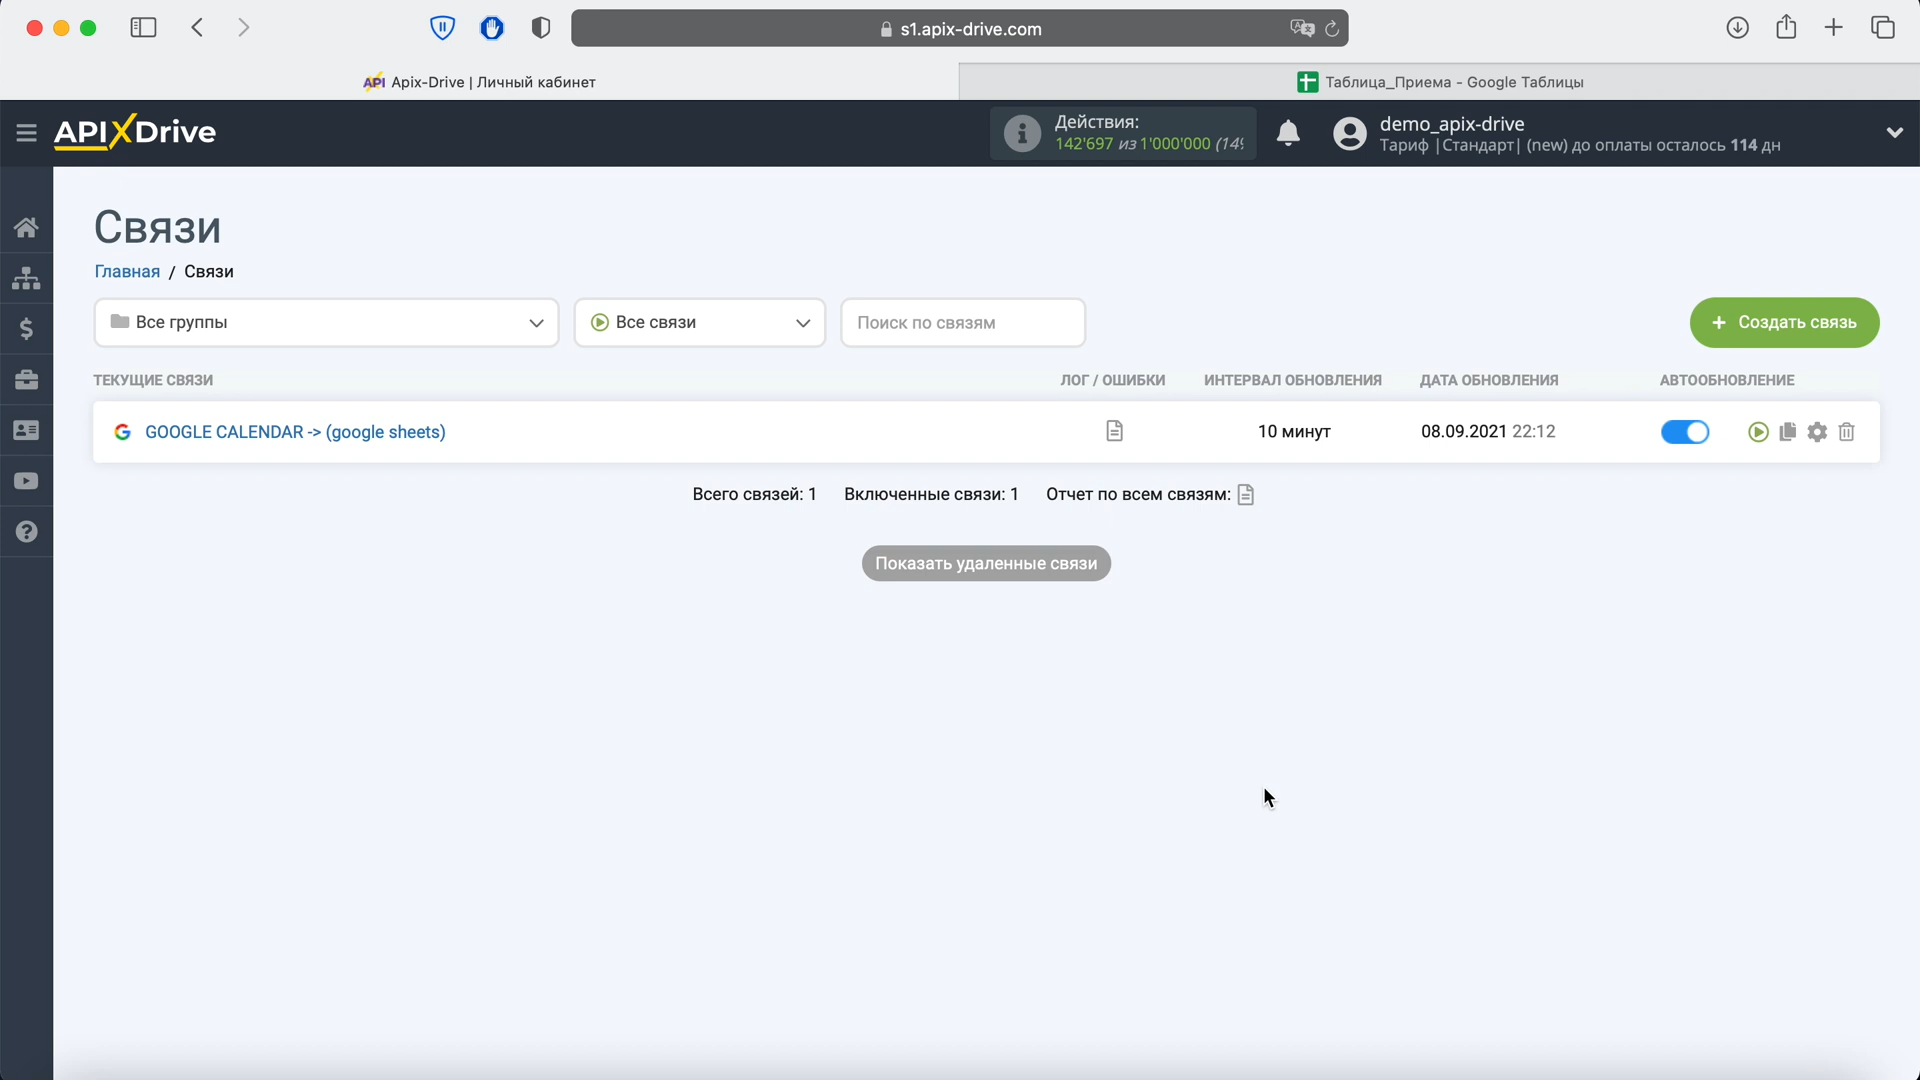 s1.apix-drive.com
API Apix-Drive | Личный кабинет
Таблица_Приема - Google Таблицы
APIXDrive
Действия:
142'697 из 1'000'000 (14%
demo_apix-drive
Тариф |Стандарт| (new) до оплаты осталось 114 дн
Связи
Главная / Связи
Все группы
Все связи
Поиск по связям
+ Создать связь
ТЕКУЩИЕ СВЯЗИ
ЛОГ / ОШИБКИ
ИНТЕРВАЛ ОБНОВЛЕНИЯ
ДАТА ОБНОВЛЕНИЯ
АВТООБНОВЛЕНИЕ
GOOGLE CALENDAR -> (google sheets)
10 минут
08.09.2021 22:12
Всего связей: 1
Включенные связи: 1
Отчет по всем связям:
Показать удаленные связи